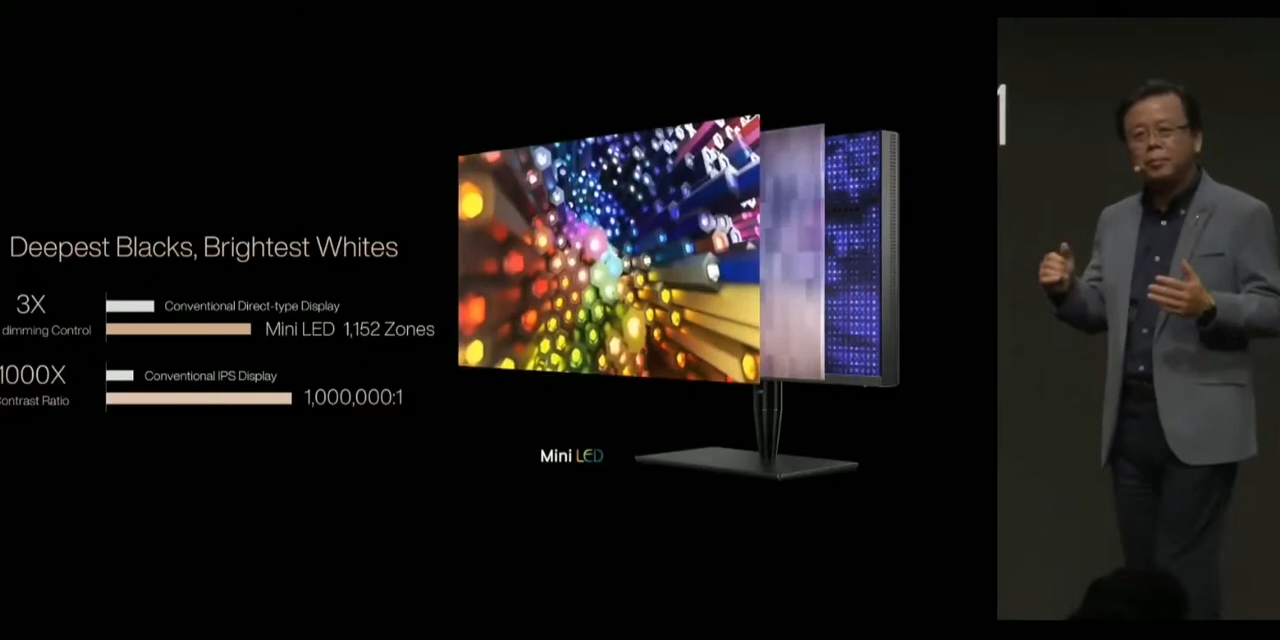 Deepest Blacks, Brightest Whites
3X
dimming Control
Conventional Direct-type Display
Mini LED 1,152 Zones
1000X
Contrast Ratio
Conventional IPS Display
1,000,000:1
Mini LED
1